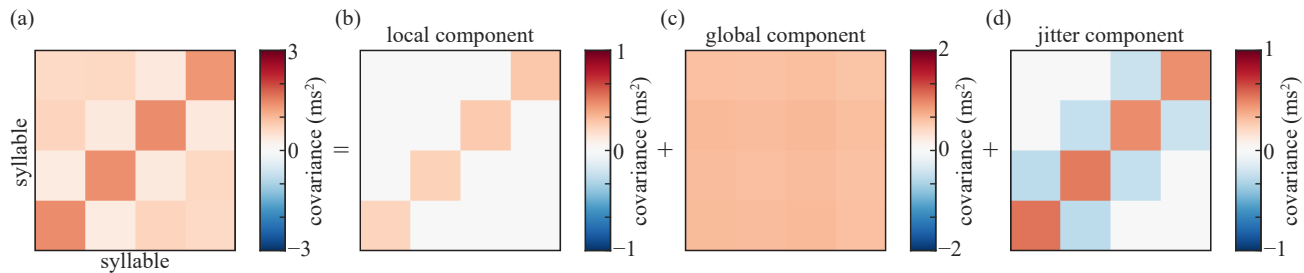 (a)
syllable
syllable
3
0
−3
covariance (ms²)
=
(b)
local component
1
0
−1
covariance (ms²)
+
(c)
global component
2
0
−2
covariance (ms²)
+
(d)
jitter component
1
0
−1
covariance (ms²)